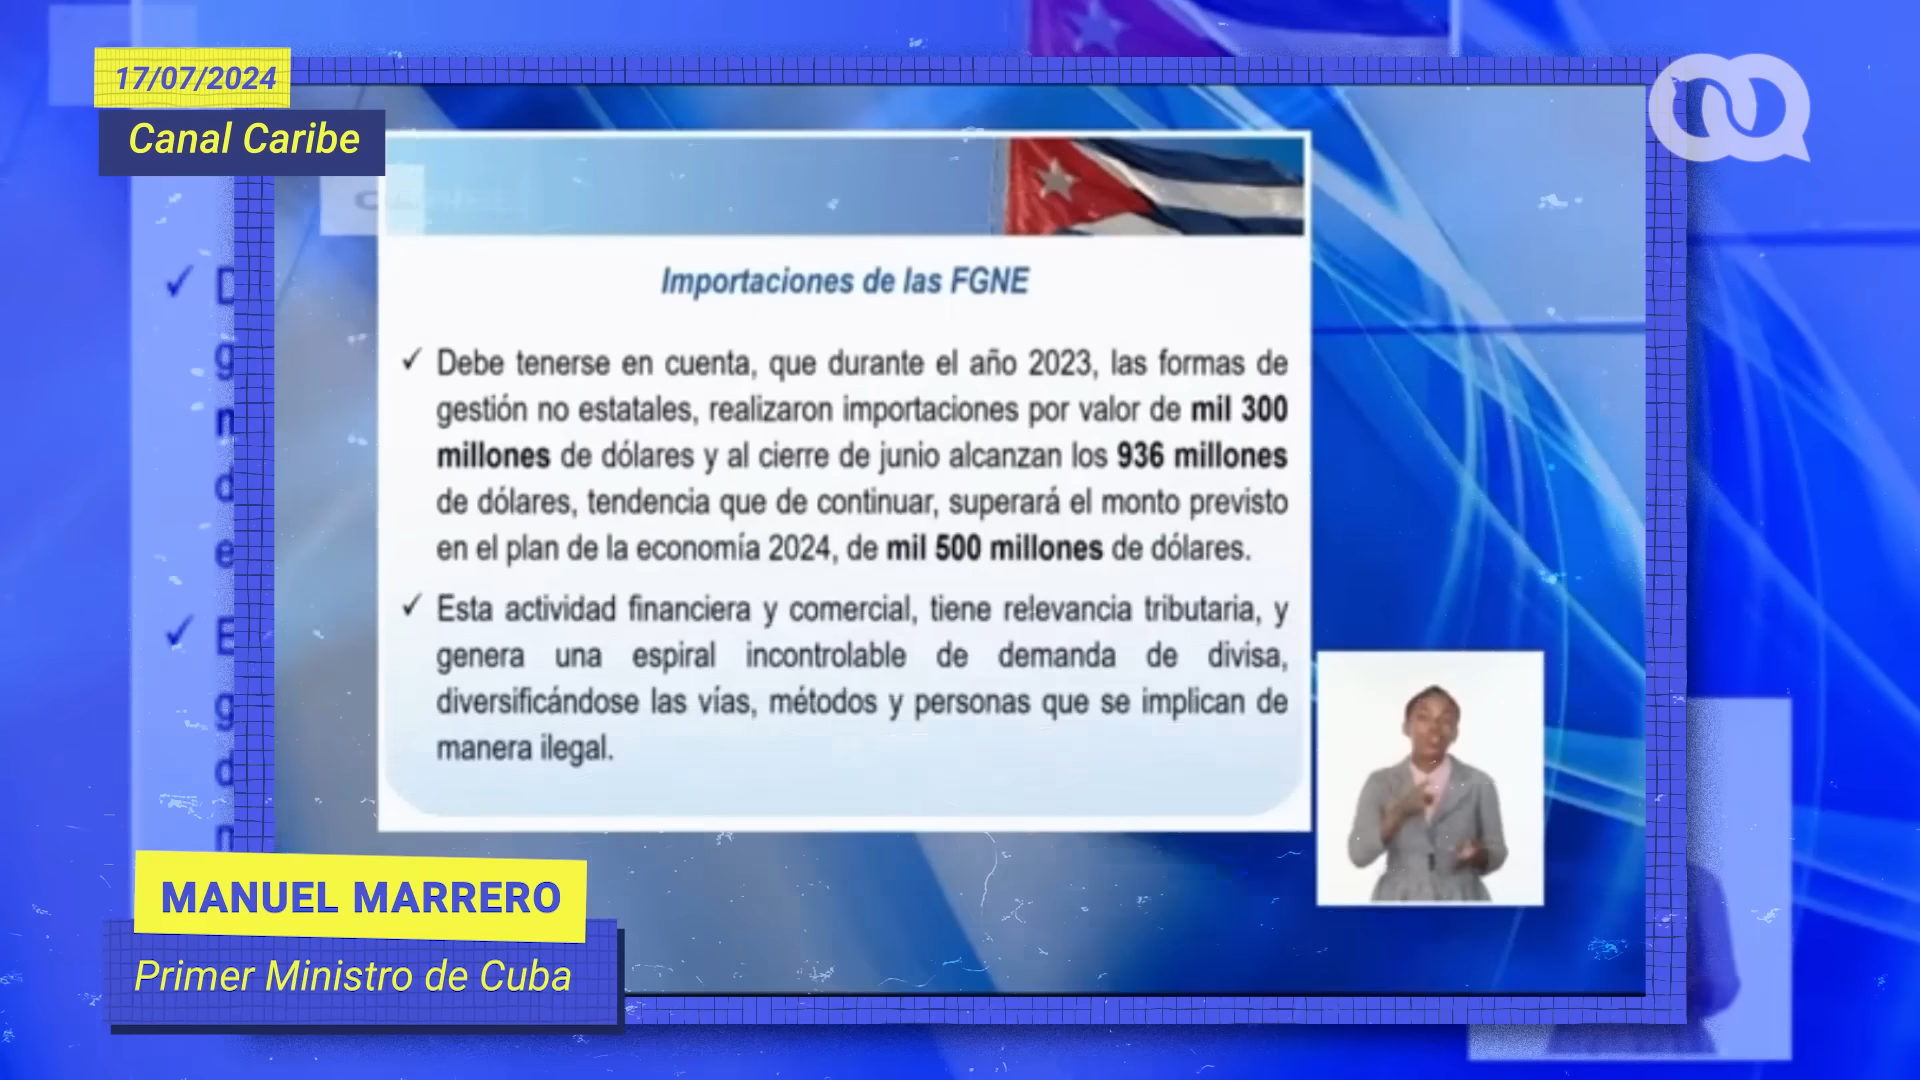 17/07/2024
Canal Caribe
Importaciones de las FGNE
✓ Debe tenerse en cuenta, que durante el año 2023, las formas de
gestión no estatales, realizaron importaciones por valor de mil 300
millones de dólares y al cierre de junio alcanzan los 936 millones
de dólares, tendencia que de continuar, superará el monto previsto
en el plan de la economía 2024, de mil 500 millones de dólares.
✓ Esta actividad financiera y comercial, tiene relevancia tributaria, y
genera una espiral incontrolable de demanda de divisa,
diversificándose las vías, métodos y personas que se implican de
manera ilegal.
MANUEL MARRERO
Primer Ministro de Cuba